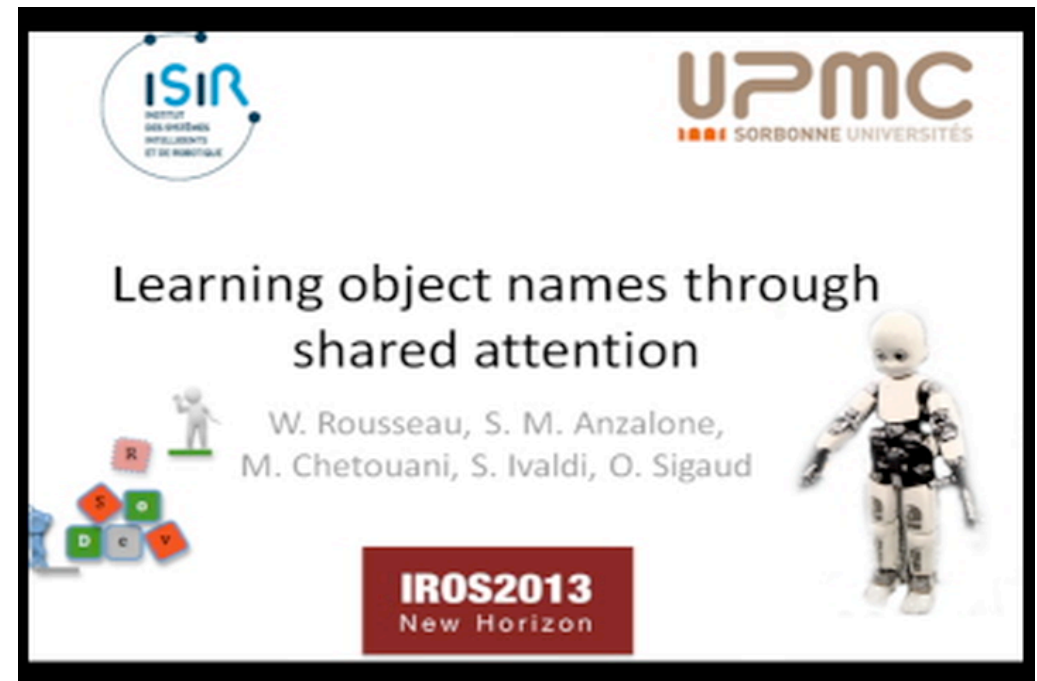 ISIR
INSTITUT
DES SYSTÈMES
INTELLIGENTS
ET DE ROBOTIQUE
UPMC
SORBONNE UNIVERSITÉS
Learning object names through
shared attention
W. Rousseau, S. M. Anzalone,
M. Chetouani, S. Ivaldi, O. Sigaud
R
S o
D e V
IROS2013
New Horizon